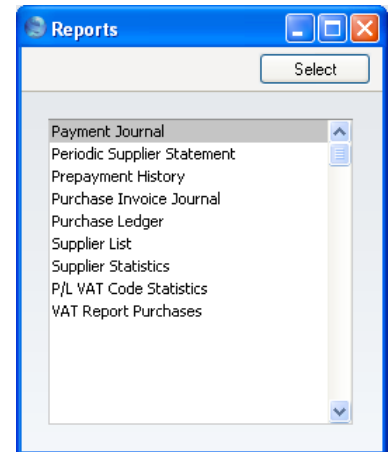 Reports
Select
Payment Journal
Periodic Supplier Statement
Prepayment History
Purchase Invoice Journal
Purchase Ledger
Supplier List
Supplier Statistics
P/L VAT Code Statistics
VAT Report Purchases